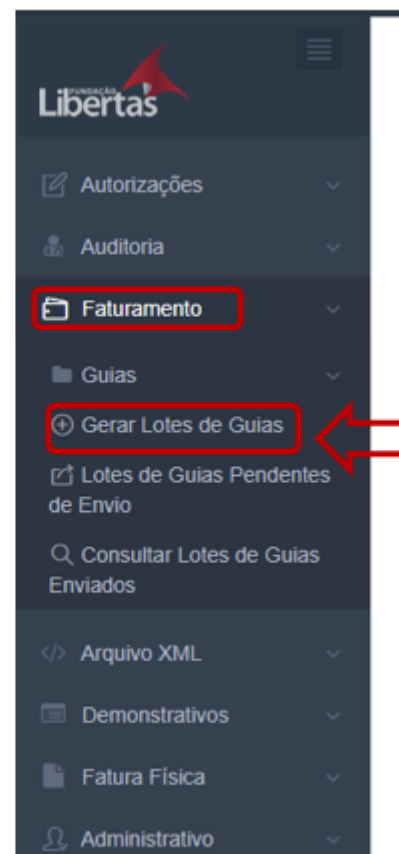 FUNDAÇÃO
Libertas
Autorizações
Auditoria
Faturamento
Guias
Gerar Lotes de Guias
Lotes de Guias Pendentes
de Envio
Consultar Lotes de Guias
Enviados
Arquivo XML
Demonstrativos
Fatura Física
Administrativo